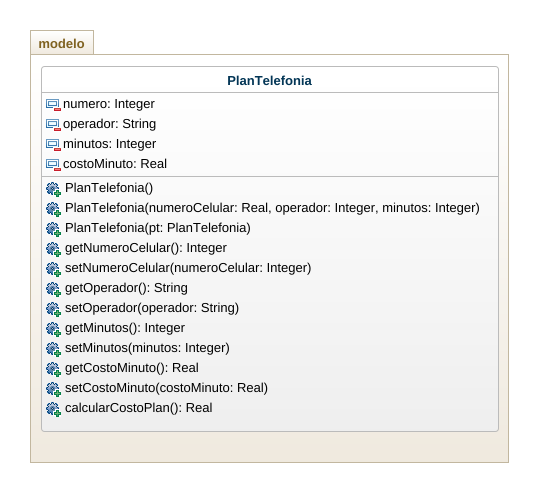 modelo
PlanTelefonia
numero: Integer
operador: String
minutos: Integer
costoMinuto: Real
PlanTelefonia()
PlanTelefonia(numeroCelular: Real, operador: Integer, minutos: Integer)
PlanTelefonia(pt: PlanTelefonia)
getNumeroCelular(): Integer
setNumeroCelular(numeroCelular: Integer)
getOperador(): String
setOperador(operador: String)
getMinutos(): Integer
setMinutos(minutos: Integer)
getCostoMinuto(): Real
setCostoMinuto(costoMinuto: Real)
calcularCostoPlan(): Real